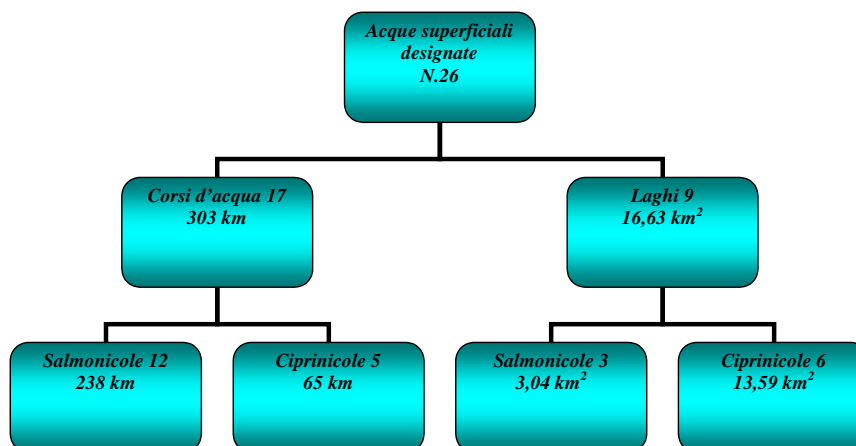 Acque superficiali
designate
N.26
Corsi d'acqua 17
303 km
Laghi 9
16,63 km²
Salmonicole 12
238 km
Ciprinicole 5
65 km
Salmonicole 3
3,04 km²
Ciprinicole 6
13,59 km²